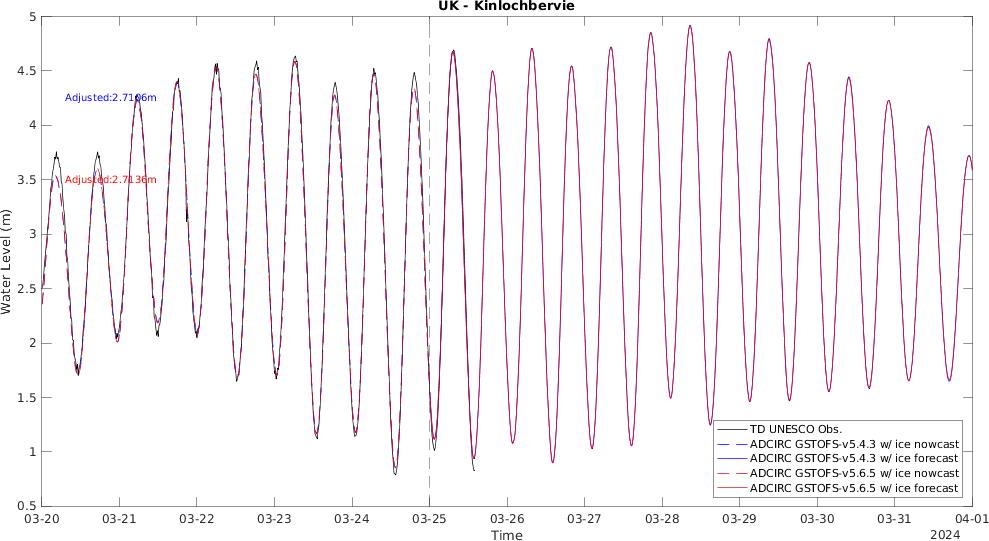 UK - Kinlochbervie
5
4.5
4
3.5
3
2.5
2
1.5
1
0.5
Water Level (m)
Adjusted:2.7106m
Adjusted:2.7136m
TD UNESCO Obs.
ADCIRC GSTOFS-v5.4.3 w/ ice nowcast
ADCIRC GSTOFS-v5.4.3 w/ ice forecast
ADCIRC GSTOFS-v5.6.5 w/ ice nowcast
ADCIRC GSTOFS-v5.6.5 w/ ice forecast
03-20 03-21 03-22 03-23 03-24 03-25 03-26 03-27 03-28 03-29 03-30 03-31 04-01
Time
2024